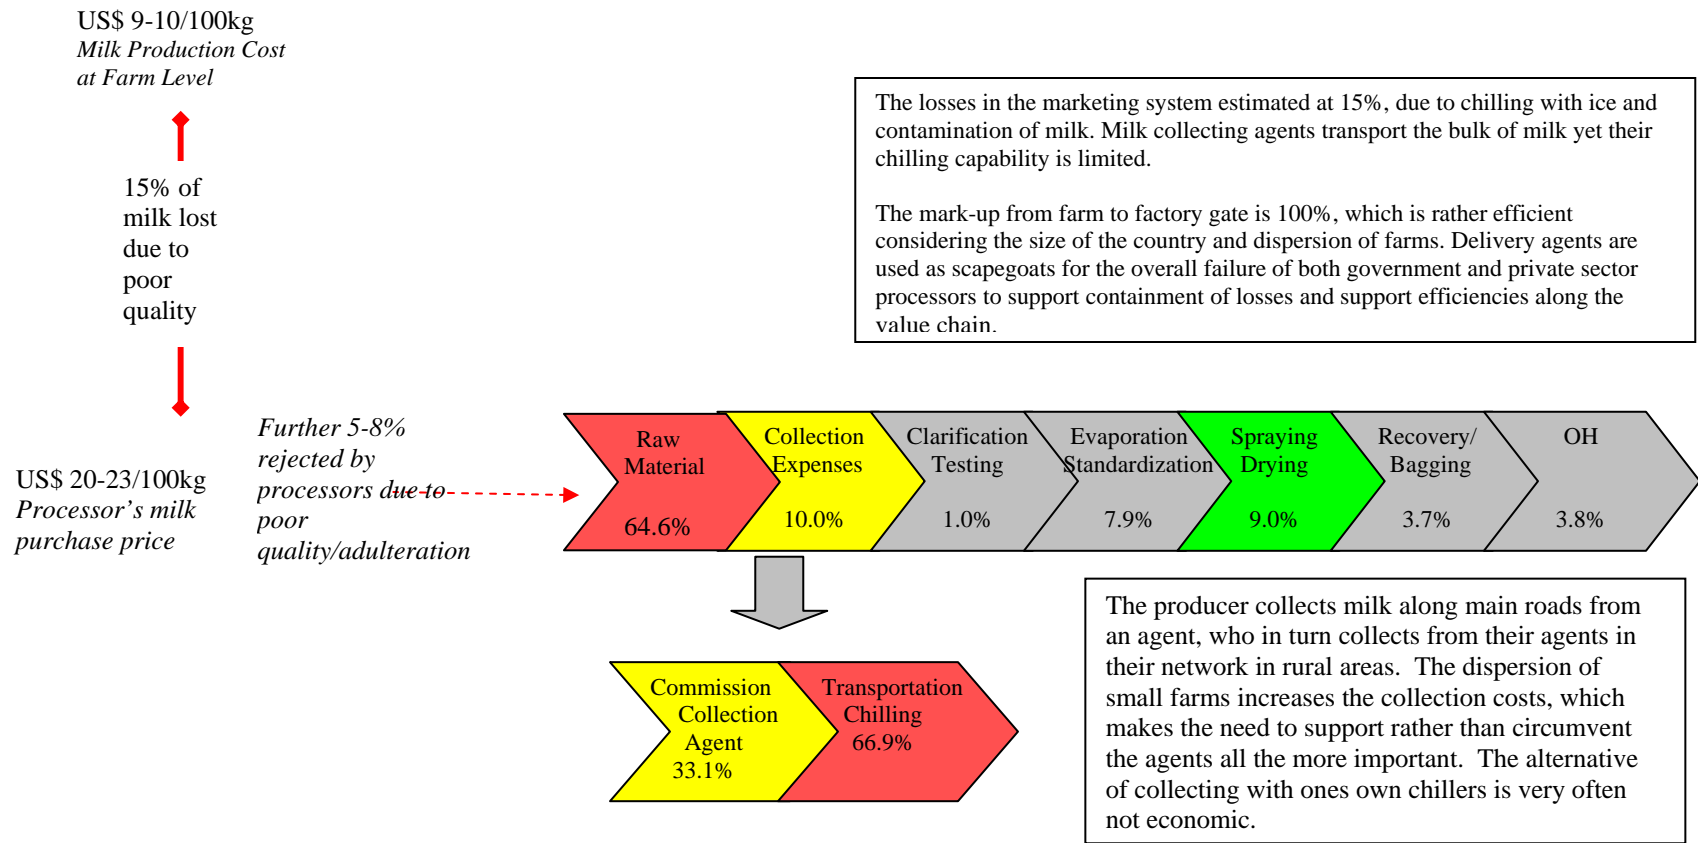 US$ 9-10/100kg
Milk Production Cost
at Farm Level
15% of
milk lost
due to
poor
quality
The losses in the marketing system estimated at 15%, due to chilling with ice and
contamination of milk. Milk collecting agents transport the bulk of milk yet their
chilling capability is limited.
The mark-up from farm to factory gate is 100%, which is rather efficient
considering the size of the country and dispersion of farms. Delivery agents are
used as scapegoats for the overall failure of both government and private sector
processors to support containment of losses and support efficiencies along the
value chain.
US$ 20-23/100kg
Processor’s milk
purchase price
Further 5-8%
rejected by
processors due to
poor
quality/adulteration
Raw
Material
64.6%
Collection
Expenses
10.0%
Clarification
Testing
1.0%
Evaporation
Standardization
7.9%
Spraying
Drying
9.0%
Recovery/
Bagging
3.7%
OH
3.8%
Commission
Collection
Agent
33.1%
Transportation
Chilling
66.9%
The producer collects milk along main roads from
an agent, who in turn collects from their agents in
their network in rural areas.  The dispersion of
small farms increases the collection costs, which
makes the need to support rather than circumvent
the agents all the more important.  The alternative
of collecting with ones own chillers is very often
not economic.